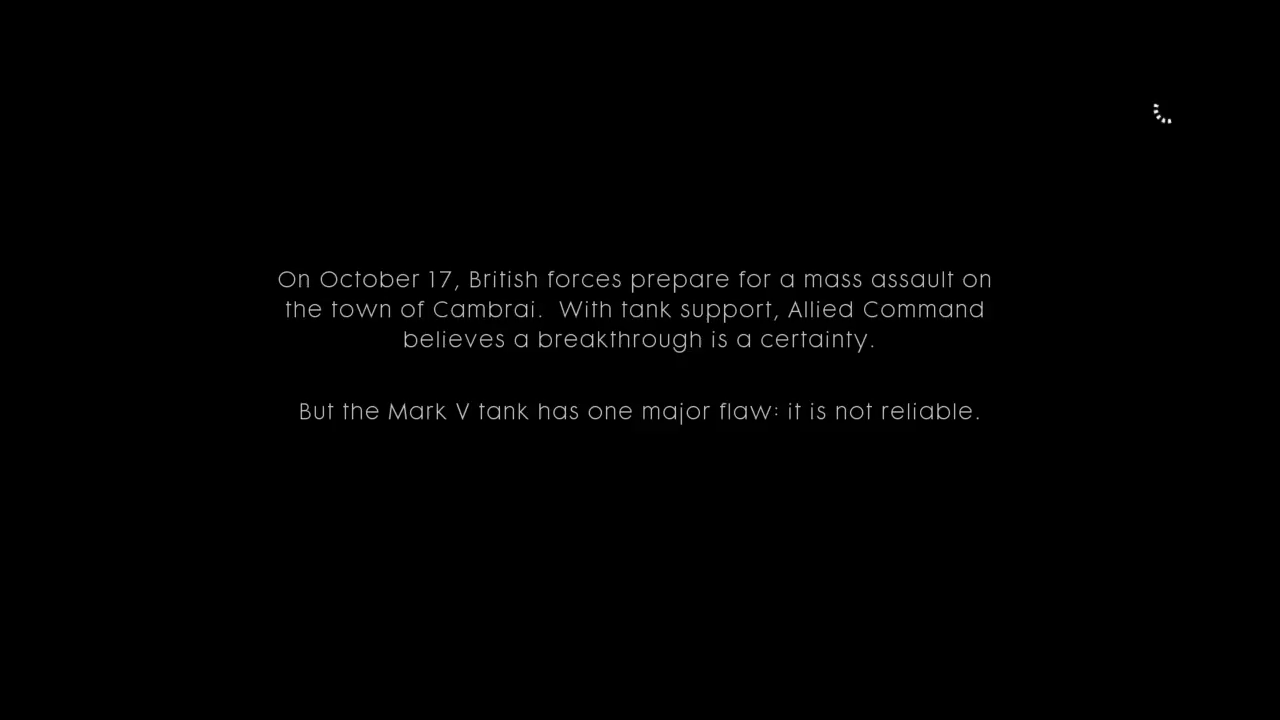 On October 17, British forces prepare for a mass assault on
the town of Cambrai.  With tank support, Allied Command
believes a breakthrough is a certainty.
But the Mark V tank has one major flaw: it is not reliable.